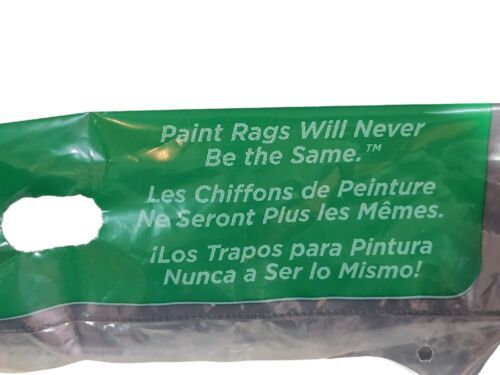 Paint Rags Will Never
Be the Same.™
Les Chiffons de Peinture
Ne Seront Plus les Mêmes.
¡Los Trapos para Pintura
Nunca a Ser lo Mismo!